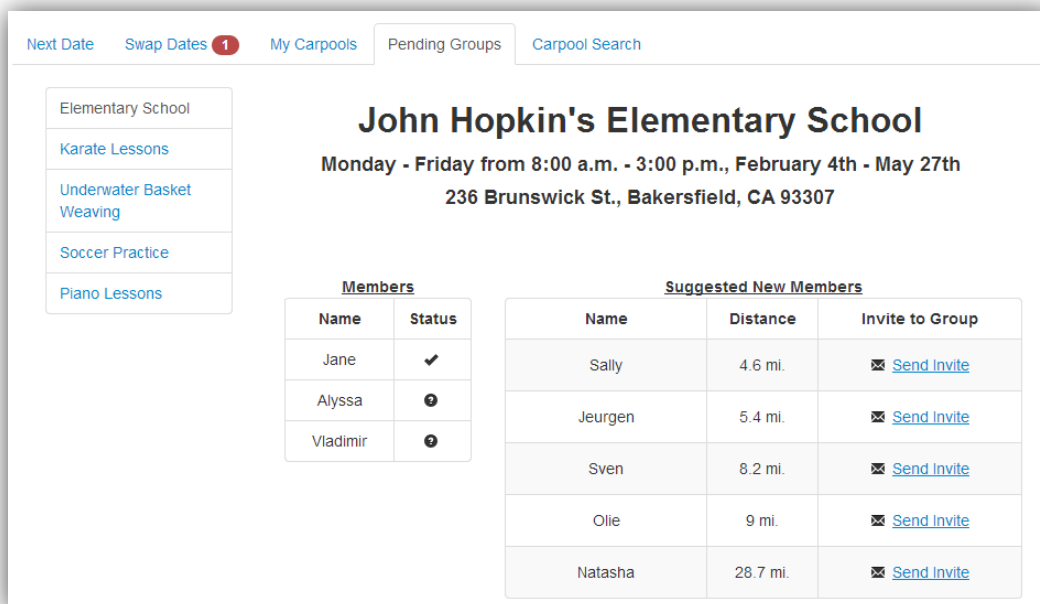 Next Date Swap Dates 1 My Carpools Pending Groups Carpool Search
Elementary School
Karate Lessons
Underwater Basket
Weaving
Soccer Practice
Piano Lessons
John Hopkin's Elementary School
Monday - Friday from 8:00 a.m. - 3:00 p.m., February 4th - May 27th
236 Brunswick St., Bakersfield, CA 93307
Members
Name Status
Jane ✔
Alyssa ?
Vladimir ?
Suggested New Members
Name Distance Invite to Group
Sally 4.6 mi. Send Invite
Jeurgen 5.4 mi. Send Invite
Sven 8.2 mi. Send Invite
Olie 9 mi. Send Invite
Natasha 28.7 mi. Send Invite